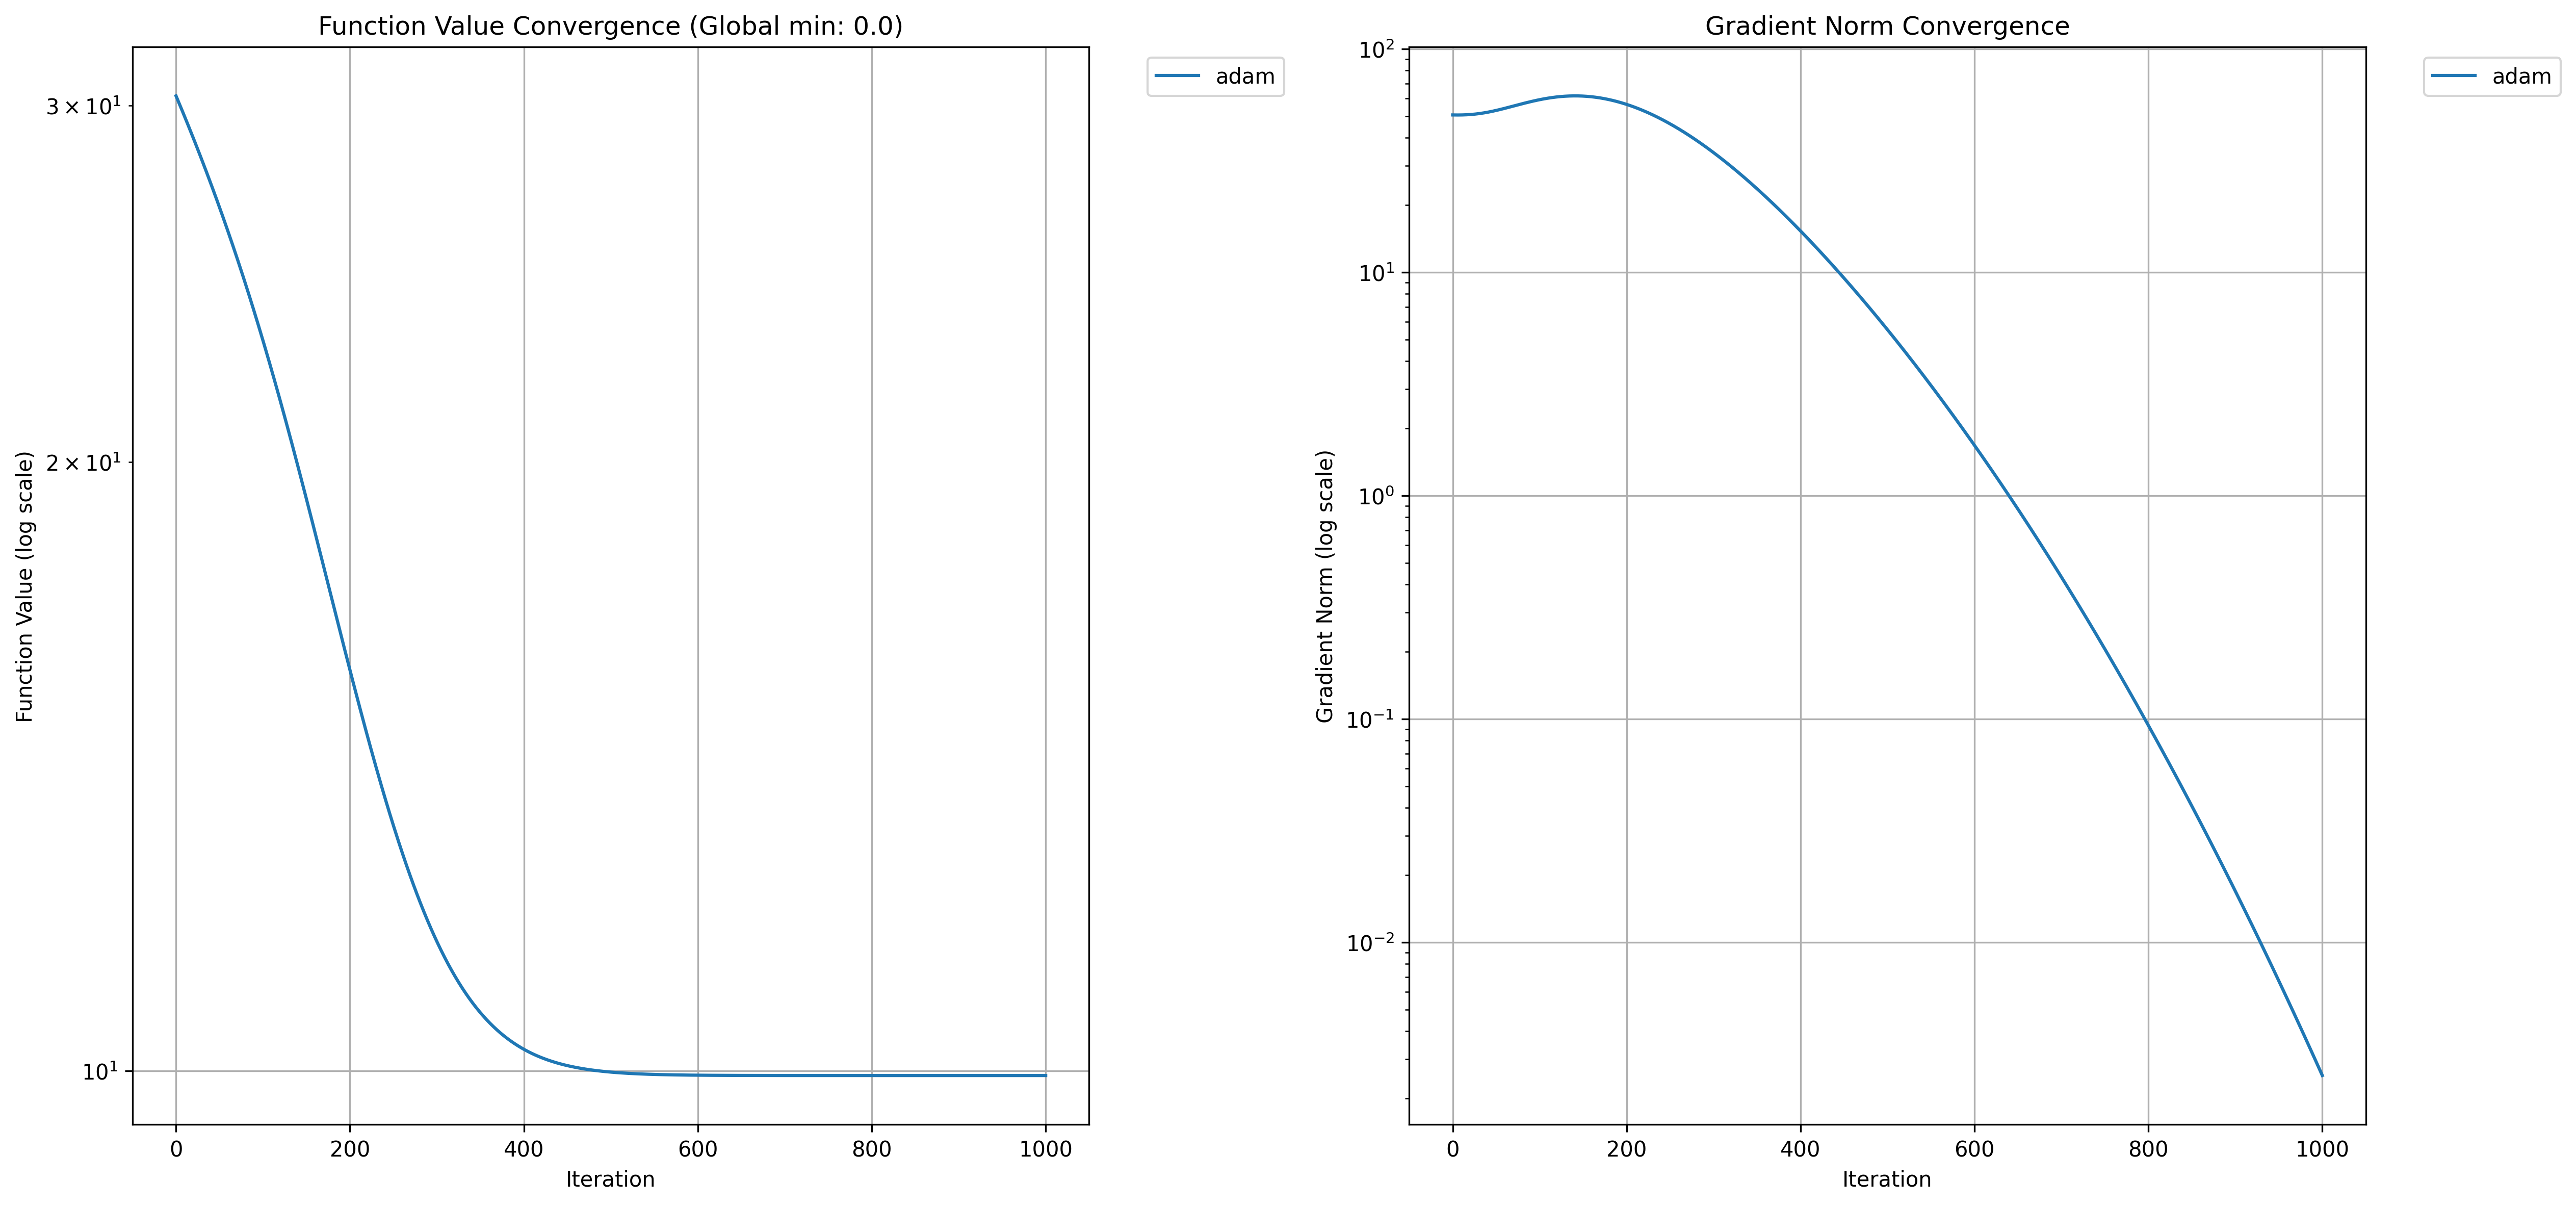 Function Value Convergence (Global min: 0.0)
adam
3 × 10¹
2 × 10¹
10¹
Function Value (log scale)
0 200 400 600 800 1000
Iteration
Gradient Norm Convergence
adam
10²
10¹
10⁰
10⁻¹
10⁻²
Gradient Norm (log scale)
0 200 400 600 800 1000
Iteration